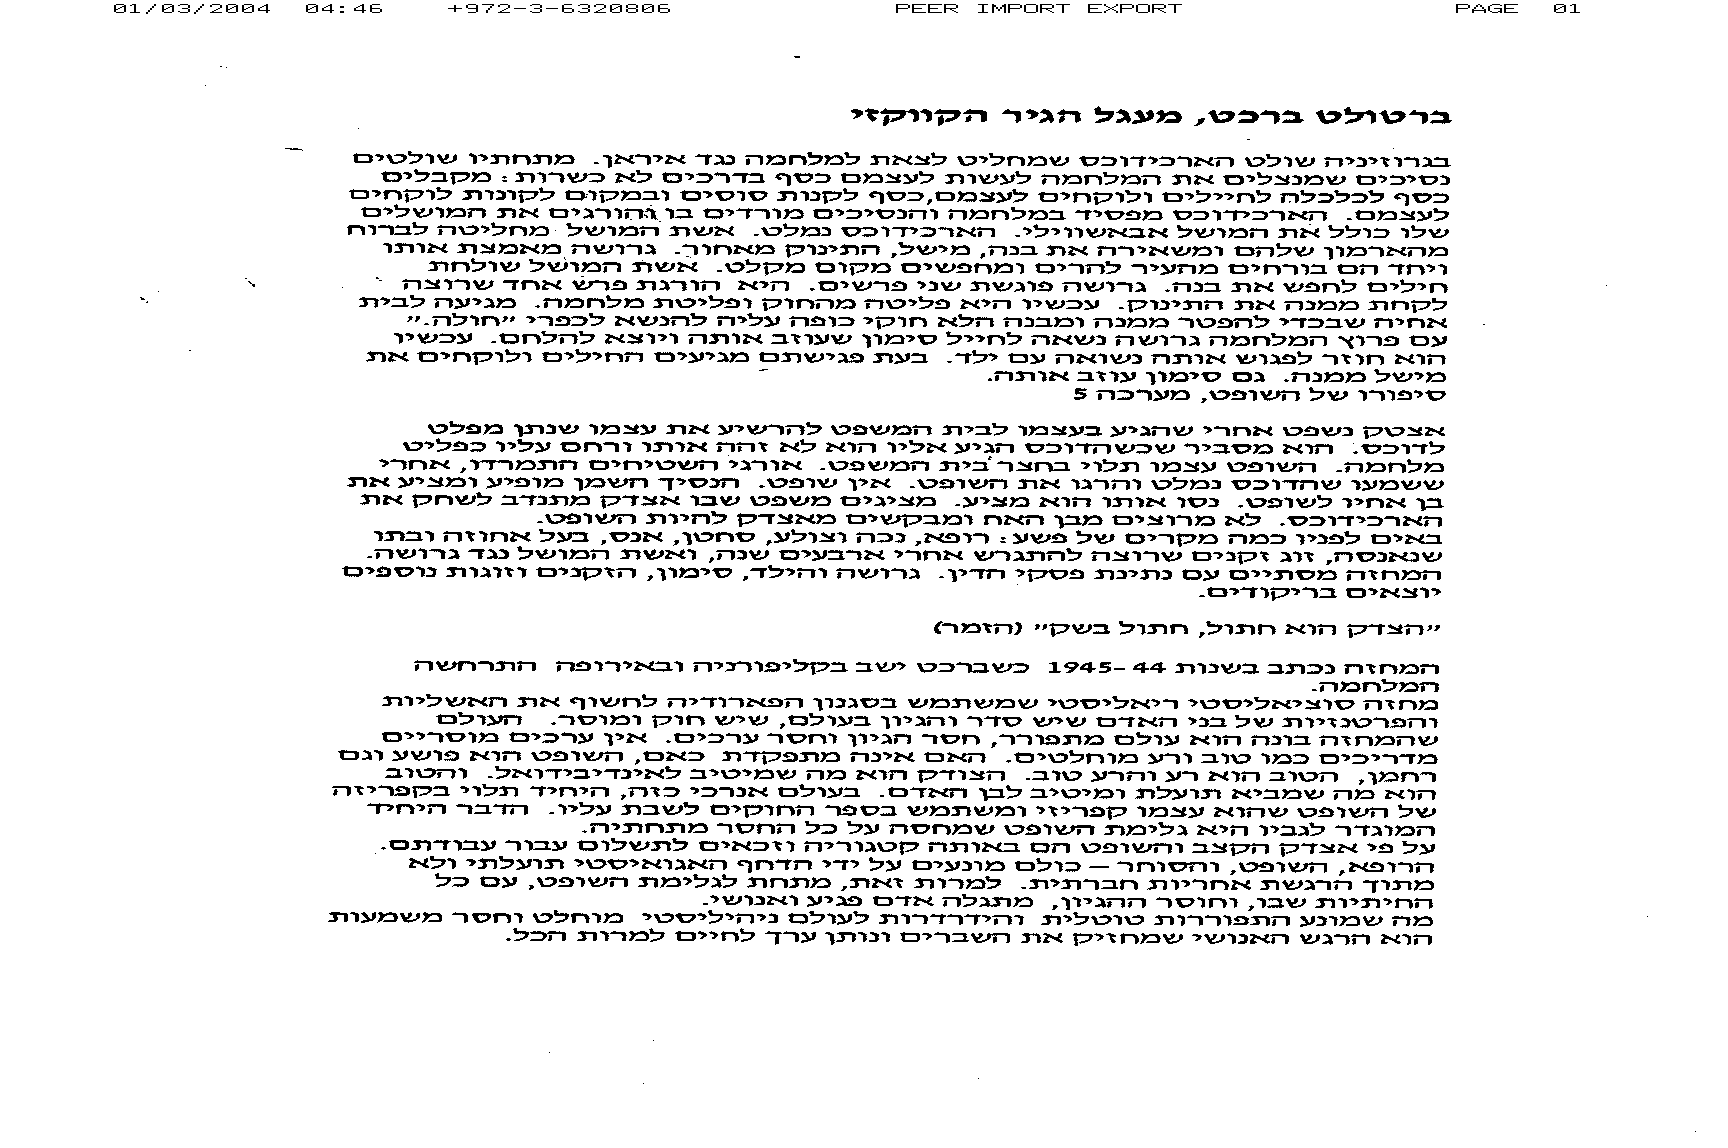 01/03/2004 04:46 +972-3-6320806 PEER IMPORT EXPORT PAGE 01
ברטולט ברכט, מעגל הגיר הקווקזי
בגרוזיניה שולט הארכידוכס שמחליט לצאת למלחמה נגד איראן. מתחתיו שולטים
נסיכים שמנצלים את המלחמה לעשות לעצמם כסף בדרכים לא כשרות: מקבלים
כסף לכלכלת לחיילים ולוקחים לעצמם,כסף לקנות סוסים ובמקום לקונות לוקחים
לעצמם. הארכידוכס מפסיד במלחמה והנסיכים מורדים בו והורגים את המושלים
שלו כולל את המושל אבאשווילי. הארכידוכס נמלט. אשת המושל מחליטה לברוח
מהארמון שלהם ומשאירה את בנה, מישל, התינוק מאחור. גרושה מאמצת אותו
ויחד הם בורחים מהעיר להרים ומחפשים מקום מקלט. אשת המושל שולחת
חילים לחפש את בנה. גרושה פוגשת שני פרשים. היא הורגת פרש אחד שרוצה
לקחת ממנה את התינוק. עכשיו היא פליטה מהחוק ופליטת מלחמה. מגיעה לבית
אחיה שבכדי להפטר ממנה ומבנה הלא חוקי כופה עליה להנשא לכפרי ״חולה.״
עם פרוץ המלחמה גרושה נשאה לחייל סימון שעוזב אותה ויוצא להלחם. עכשיו
הוא חוזר לפגוש אותה נשואה עם ילד. בעת פגישתם מגיעים החילים ולוקחים את
מישל ממנה. גם סימון עוזב אותה.
סיפורו של השופט, מערכה 5
אצטק נשפט אחרי שהגיע בעצמו לבית המשפט להרשיע את עצמו שנתן מפלט
לדוכס. הוא מסביר שכשהדוכס הגיע אליו הוא לא זהה אותו ורחם עליו כפליט
מלחמה. השופט עצמו תלוי בחצר בית המשפט. אורגי השטיחים התמרדו, אחרי
ששמעו שהדוכס נמלט והרגו את השופט. אין שופט. הנסיך השמן מופיע ומציע את
בן אחיו לשופט. נסו אותו הוא מציע. מציגים משפט שבו אצדק מתנדב לשחק את
הארכידוכס. לא מרוצים מבן האח ומבקשים מאצדק להיות השופט.
באים לפניו כמה מקרים של פשע: רופא, נכה וצולע, סחטן, אנס, בעל אחוזה ובתו
שנאנסה, זוג זקנים שרוצה להתגרש אחרי ארבעים שנה, ואשת המושל נגד גרושה.
המחזה מסתיים עם נתינת פסקי הדין. גרושה והילד, סימון, הזקנים וזוגות נוספים
יוצאים בריקודים.
״הצדק הוא חתול, חתול בשק״ (הזמר)
המחזה נכתב בשנות 1945-44 כשברכט ישב בקליפורניה ובאירופה התרחשה
המלחמה.
מחזה סוציאליסטי ריאליסטי שמשתמש בסגנון הפארודיה לחשוף את האשליות
והפרטנזיות של בני האדם שיש סדר והגיון בעולם, שיש חוק ומוסר. העולם
שהמחזה בונה הוא עולם מתפורר, חסר הגיון וחסר ערכים. אין ערכים מוסריים
מדריכים כמו טוב ורע מוחלטים. האם אינה מתפקדת כאם, השופט הוא פושע וגם
רחמן, הטוב הוא רע והרע טוב. הצודק הוא מה שמיטיב לאינדיבידואל. והטוב
הוא מה שמביא תועלת ומיטיב לבן האדם. בעולם אנרכי כזה, היחיד תלוי בקפריזה
של השופט שהוא עצמו קפריזי ומשתמש בספר החוקים לשבת עליו. הדבר היחיד
המוגדר לגביו היא גלימת השופט שמחסה על כל החסר מתחתיה.
על פי אצדק הקצב והשופט הם באותה קטגוריה וזכאים לתשלום עבור עבודתם.
הרופא, השופט, והסוחר – כולם מונעים על ידי הדחף האגואיסטי תועלתי ולא
מתוך הרגשת אחריות חברתית. למרות זאת, מתחת לגלימת השופט, עם כל
החיתיות שבו, וחוסר ההגיון, מתגלה אדם פגיע ואנושי.
מה שמונע התפוררות טוטלית והידרדרות לעולם ניהיליסטי מוחלט וחסר משמעות
הוא הרגש האנושי שמחזיק את השברים ונותן ערך לחיים למרות הכל.